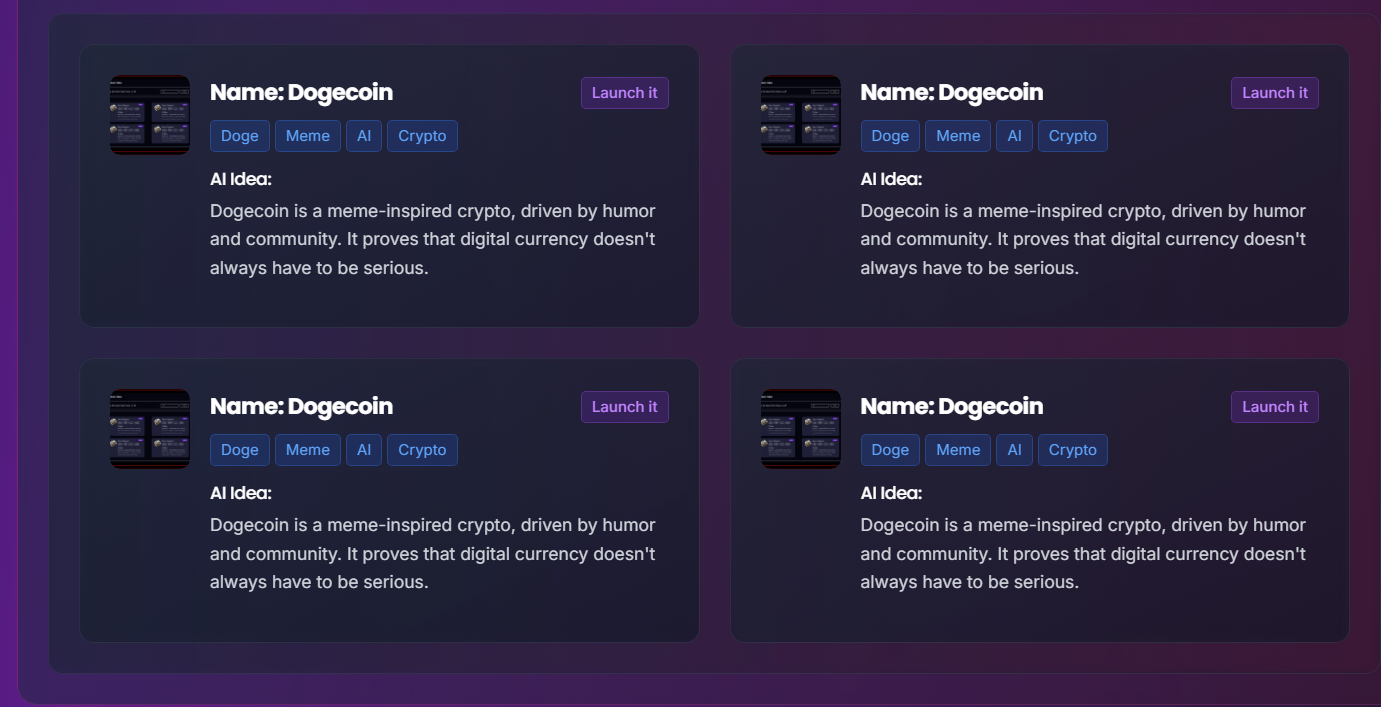 Name: Dogecoin
Launch it
Doge Meme AI Crypto
AI Idea:
Dogecoin is a meme-inspired crypto, driven by humor
and community. It proves that digital currency doesn't
always have to be serious.
Name: Dogecoin
Launch it
Doge Meme AI Crypto
AI Idea:
Dogecoin is a meme-inspired crypto, driven by humor
and community. It proves that digital currency doesn't
always have to be serious.
Name: Dogecoin
Launch it
Doge Meme AI Crypto
AI Idea:
Dogecoin is a meme-inspired crypto, driven by humor
and community. It proves that digital currency doesn't
always have to be serious.
Name: Dogecoin
Launch it
Doge Meme AI Crypto
AI Idea:
Dogecoin is a meme-inspired crypto, driven by humor
and community. It proves that digital currency doesn't
always have to be serious.